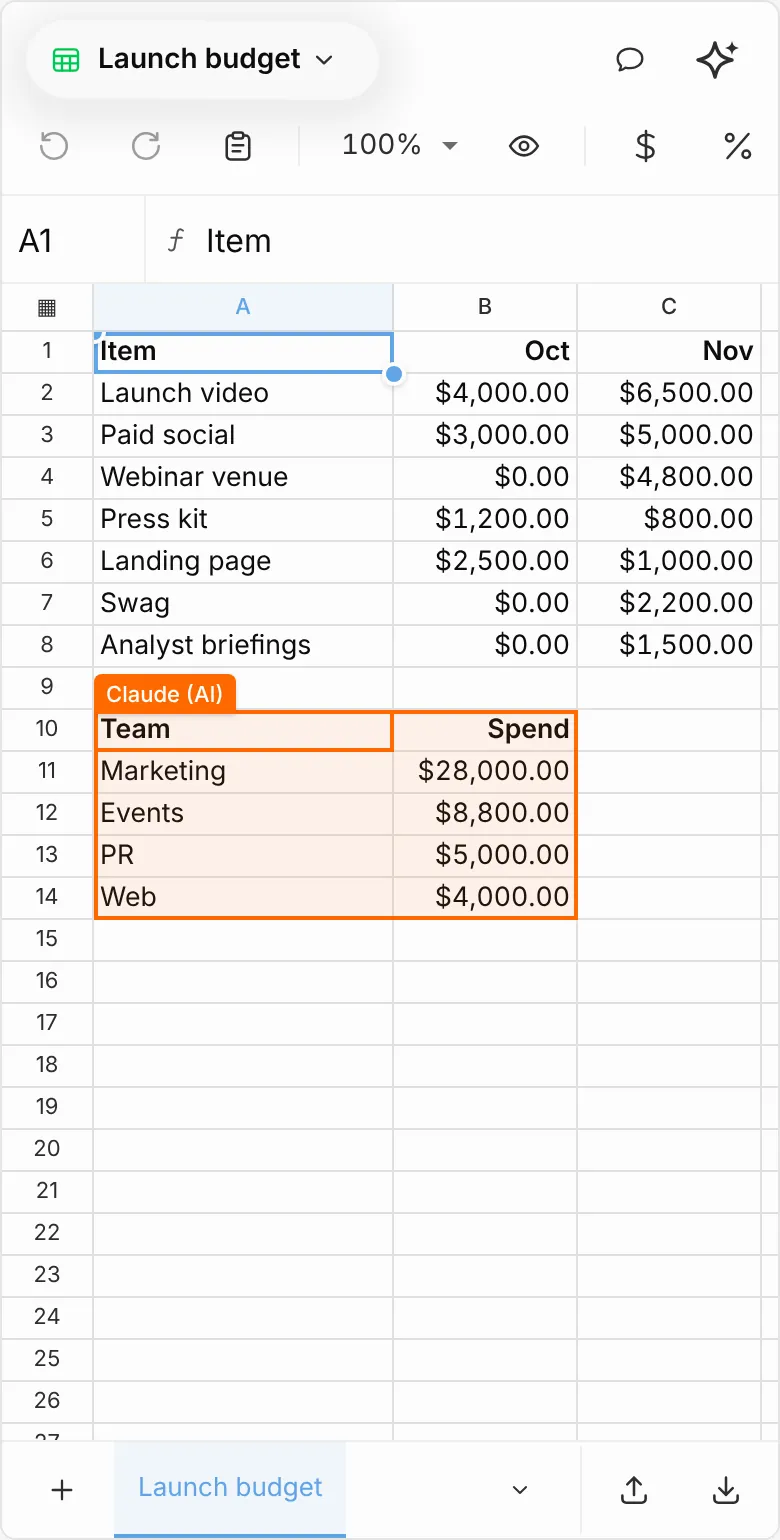 Launch budget
100%
$ %
A1 f Item
A B C
1 Item Oct Nov
2 Launch video $4,000.00 $6,500.00
3 Paid social $3,000.00 $5,000.00
4 Webinar venue $0.00 $4,800.00
5 Press kit $1,200.00 $800.00
6 Landing page $2,500.00 $1,000.00
7 Swag $0.00 $2,200.00
8 Analyst briefings $0.00 $1,500.00
9 Claude (AI)
10 Team Spend
11 Marketing $28,000.00
12 Events $8,800.00
13 PR $5,000.00
14 Web $4,000.00
15
16
17
18
19
20
21
22
23
24
25
26
27
Launch budget